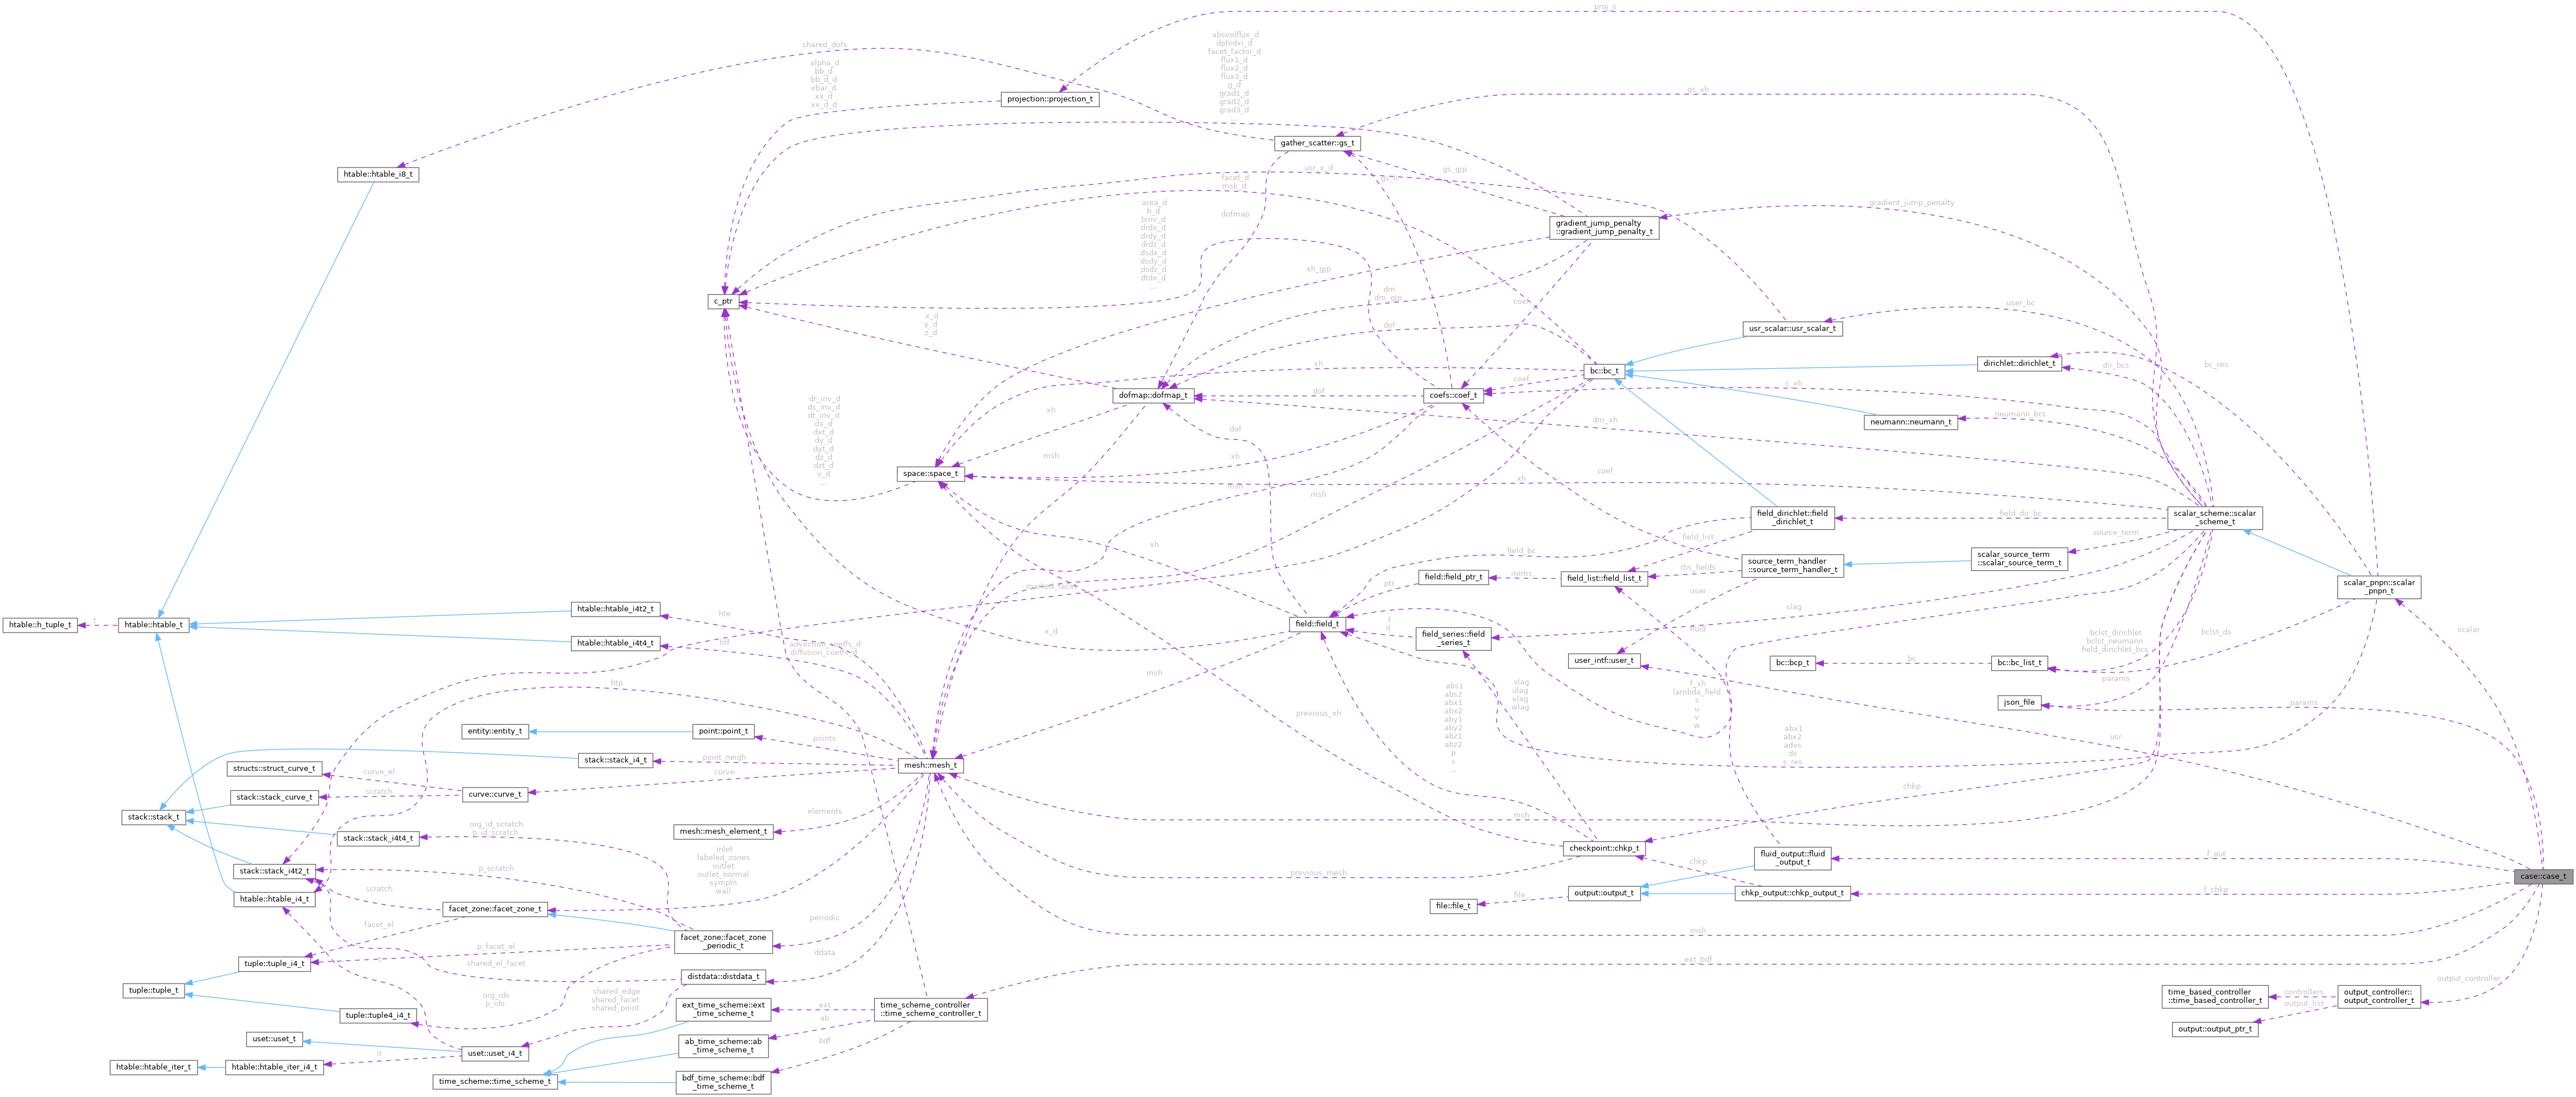 proj_s
shared_dofs
absvolflux_d
dphidxi_d
facet_factor_d
flux1_d
flux2_d
flux3_d
g_d
grad1_d
grad2_d
grad3_d
...
alpha_d
bb_d
bb_d_d
xbar_d
xx_d
xx_d_d
projection::projection_t
gs_xh
gather_scatter::gs_t
htable::htable_i8_t
usr_x_d
gs_h
gs_gjp
facet_d
msk_d
gradient_jump_penalty
area_d
b_d
binv_d
drdx_d
drdy_d
drdz_d
dsdx_d
dsdy_d
dsdz_d
dtdx_d
...
dofmap
gradient_jump_penalty
::gradient_jump_penalty_t
xh_gjp
dm
dm_gjp
coef
c_ptr
user_bc
usr_scalar::usr_scalar_t
x_d
y_d
z_d
dof
xh
bc::bc_t
dirichlet::dirichlet_t
dir_bcs
bc_res
coef
c_xh
dofmap::dofmap_t
dof
coefs::coef_t
neumann::neumann_t
neumann_bcs
dr_inv_d
ds_inv_d
dt_inv_d
dx_d
dxt_d
dy_d
dyt_d
dz_d
dzt_d
v_d
...
xh
dof
dm_xh
msh
xh
space::space_t
coef
xh
msh
msh
field_dirichlet::field
_dirichlet_t
field_dir_bc
scalar_scheme::scalar
_scheme_t
xh
field_bc
field_list
source_term
scalar_source_term
::scalar_source_term_t
source_term_handler
::source_term_handler_t
rhs_fields
items
field::field_ptr_t
field_list::field_list_t
ptr
marked_facet
user
scalar_pnpn::scalar
_pnpn_t
htable::htable_i4t2_t
hte
htable::h_tuple_t
t
htable::htable_t
htable::htable_i4t4_t
htf
x_d
advection_coeffs_d
diffusion_coeffs_d
field::field_t
f
lf
field_series::field
_series_t
slag
fluid
scalar
bclst_ds
bclst_dirichlet
bclst_neumann
field_dirichlet_bcs
user_intf::user_t
bc::bcp_t
bc
bc::bc_list_t
params
msh
htp
json_file
params
previous_xh
abs1
abs2
abx1
abx2
aby1
aby2
abz1
abz2
p
s
...
slag
ulag
vlag
wlag
f_xh
lambda_field
s
u
v
w
abx1
abx2
advs
ds
s_res
usr
entity::entity_t
point::point_t
points
stack::stack_i4_t
point_neigh
mesh::mesh_t
structs::struct_curve_t
curve_el
curve
stack::stack_curve_t
scratch
curve::curve_t
chkp
stack::stack_t
elements
mesh::mesh_element_t
msh
org_id_scratch
p_id_scratch
stack::stack_i4t4_t
checkpoint::chkp_t
fluid_output::fluid
_output_t
f_out
inlet
labeled_zones
outlet
outlet_normal
sympln
wall
stack::stack_i4t2_t
p_scratch
previous_mesh
chkp
case::case_t
scratch
htable::htable_i4_t
file
output::output_t
chkp_output::chkp_output_t
f_chkp
file::file_t
facet_zone::facet_zone_t
facet_el
periodic
facet_zone::facet_zone
_periodic_t
msh
p_facet_el
t
tuple::tuple_i4_t
shared_el_facet
ddata
ext_bdf
distdata::distdata_t
output_controller
tuple::tuple_t
org_ids
p_ids
shared_edge
shared_facet
shared_point
time_based_controller
::time_based_controller_t
controllers
output_list
output_controller::
output_controller_t
ext_time_scheme::ext
_time_scheme_t
ext
time_scheme_controller
::time_scheme_controller_t
tuple::tuple4_i4_t
ab
output::output_ptr_t
uset::uset_t
ab_time_scheme::ab
_time_scheme_t
bdf
uset::uset_i4_t
it
htable::htable_iter_t
htable::htable_iter_i4_t
time_scheme::time_scheme_t
bdf_time_scheme::bdf
_time_scheme_t